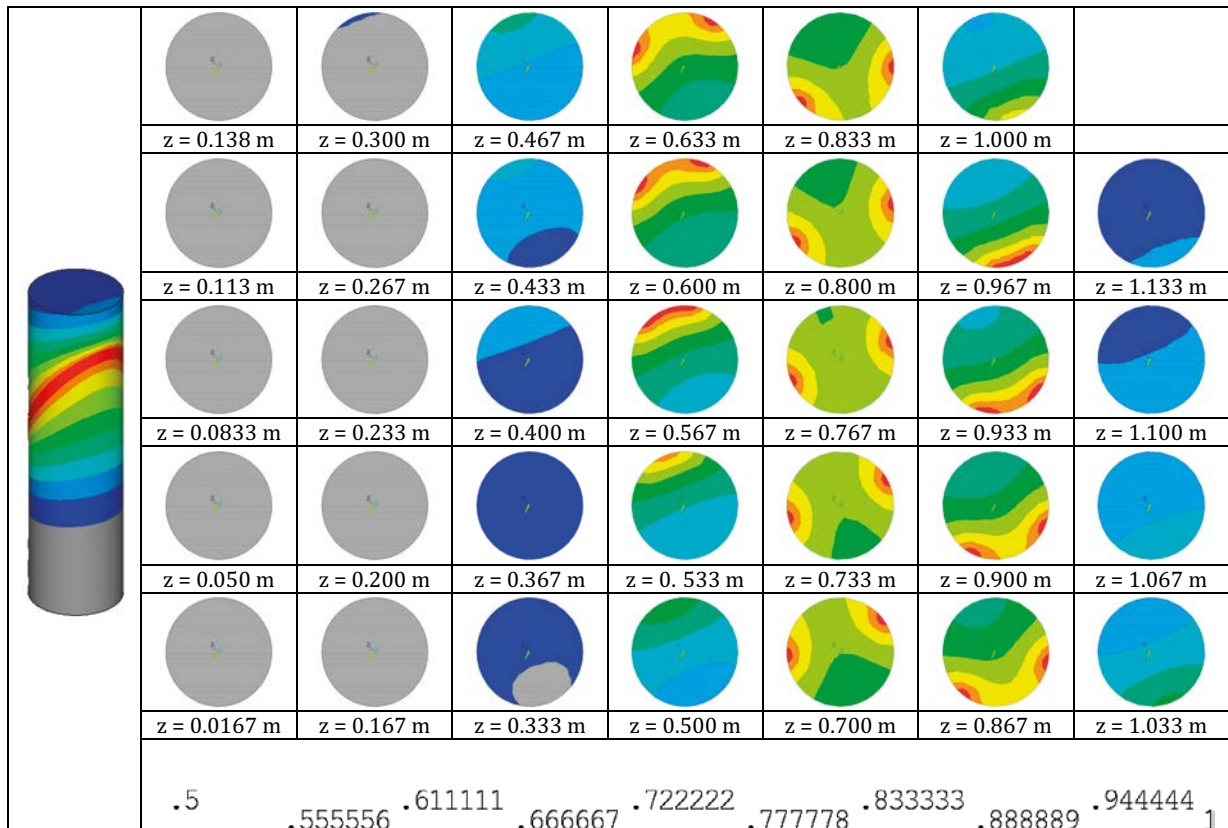 z = 0.138 m z = 0.300 m z = 0.467 m z = 0.633 m z = 0.833 m z = 1.000 m
z = 0.113 m z = 0.267 m z = 0.433 m z = 0.600 m z = 0.800 m z = 0.967 m z = 1.133 m
z = 0.0833 m z = 0.233 m z = 0.400 m z = 0.567 m z = 0.767 m z = 0.933 m z = 1.100 m
z = 0.050 m z = 0.200 m z = 0.367 m z = 0. 533 m z = 0.733 m z = 0.900 m z = 1.067 m
z = 0.0167 m z = 0.167 m z = 0.333 m z = 0.500 m z = 0.700 m z = 0.867 m z = 1.033 m
.5 .611111 .722222 .833333 .944444
.555556 .666667 .777778 .888889 1